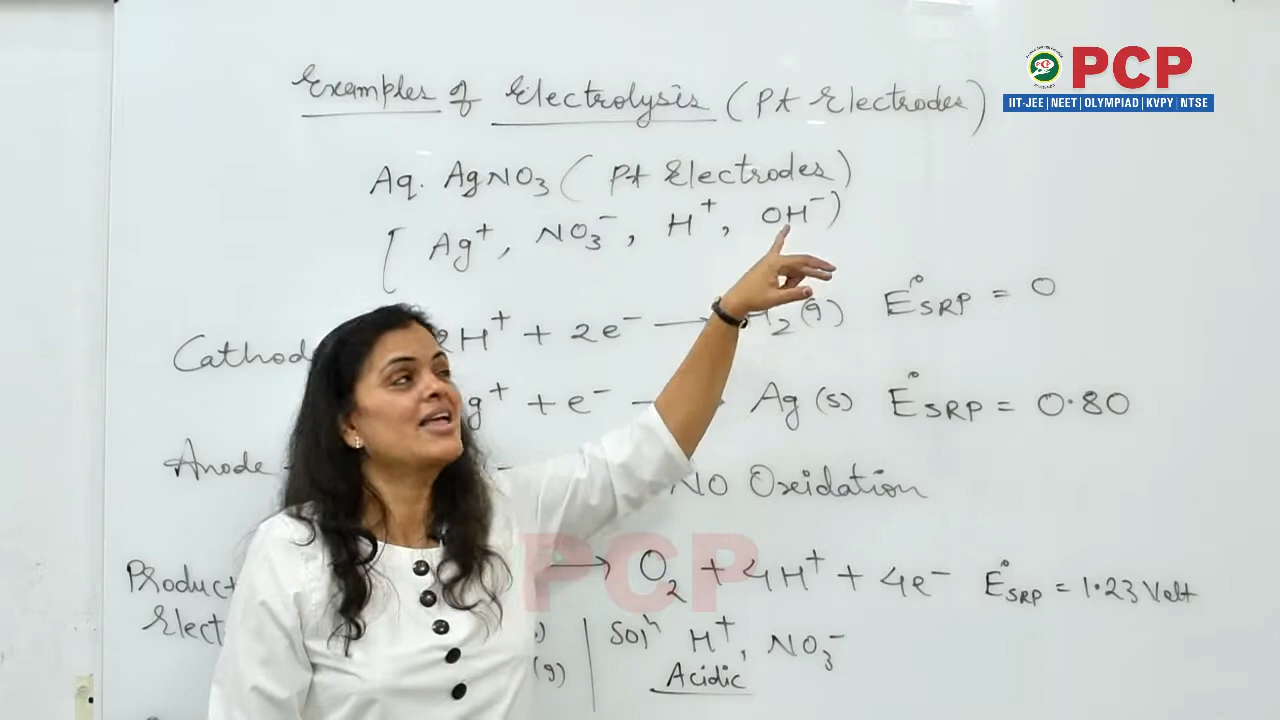 Examples of Electrolysis (Pt Electrodes)
PCP
IIT-JEE | NEET | OLYMPIAD | KVPY | NTSE
Aq. AgNO₃ (Pt Electrodes)
[Ag⁺, NO₃⁻, H⁺, OH⁻)
Cathod 2H⁺ + 2e⁻ → H₂(g) E°SRP = 0
g⁺ + e⁻ → Ag (s) E°SRP = 0.80
Anode NO Oxidation
PCP
Product → O₂ + 4H⁺ + 4e⁻ E°SRP = 1.23 Volt
Elect | Solⁿ H⁺, NO₃⁻
(g) Acidic